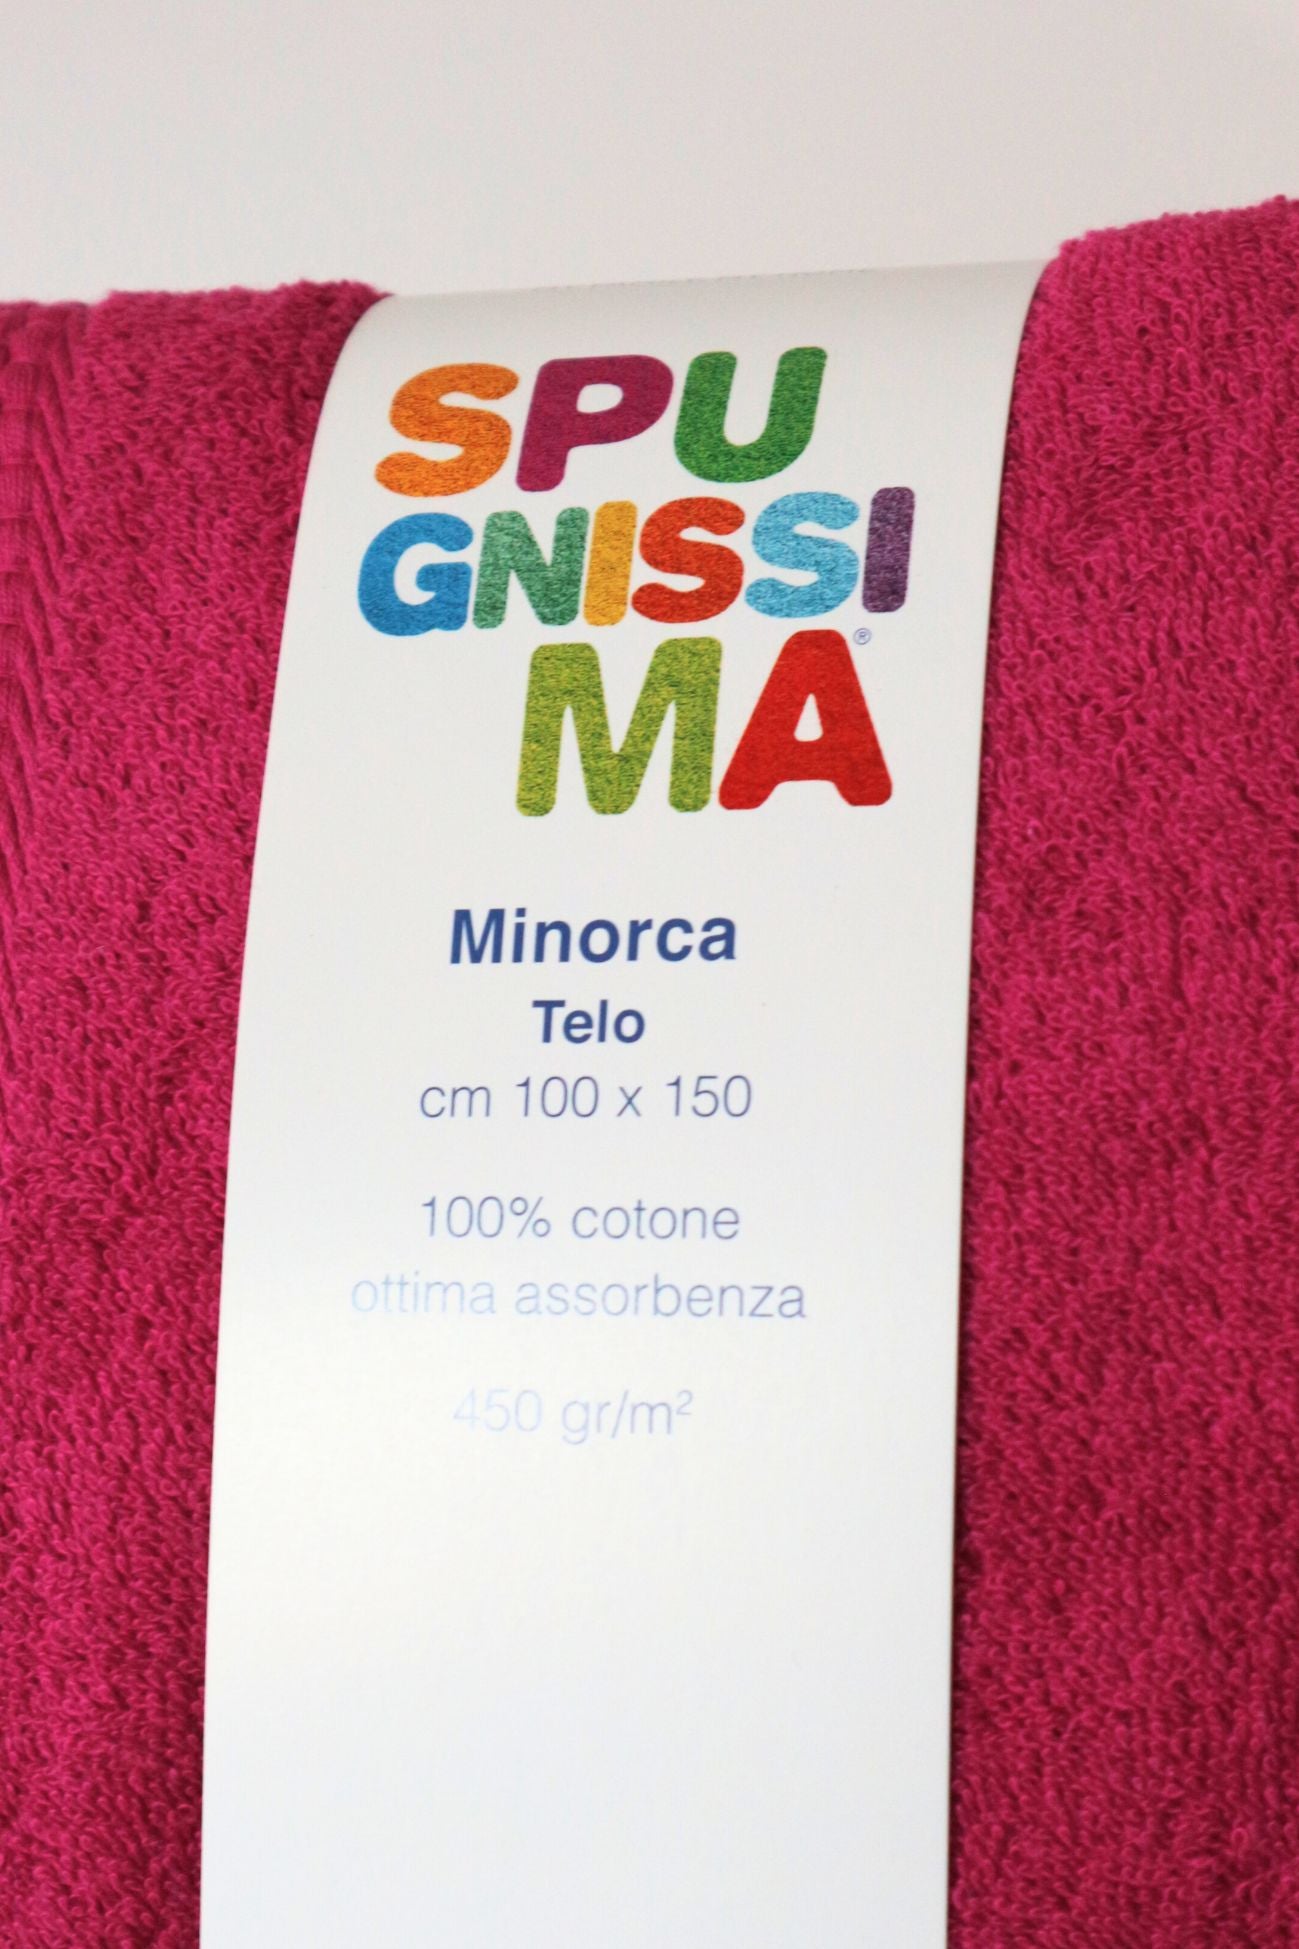 SPU
GNISSI
MA®
Minorca
Telo
cm 100 x 150
100% cotone
ottima assorbenza
450 gr/m²